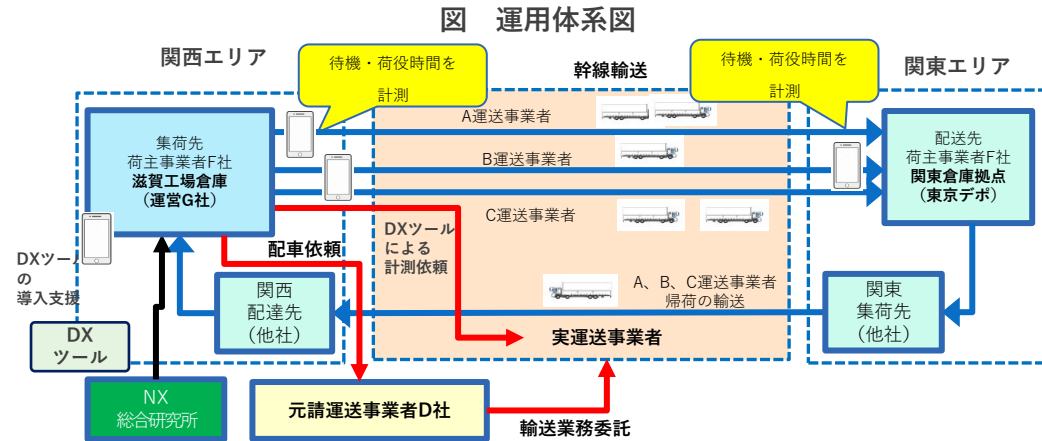 図　運用体系図
関西エリア
待機・荷役時間を
計測
幹線輸送
待機・荷役時間を
計測
関東エリア
集荷先
荷主事業者F社
滋賀工場倉庫
（運営G社）
A運送事業者
B運送事業者
C運送事業者
配送先
荷主事業者F社
関東倉庫拠点
（東京デポ）
DXツール
の
導入支援
配車依頼
DXツール
による
計測依頼
関西
配達先
（他社）
A、B、C運送事業者
帰荷の輸送
関東
集荷先
（他社）
実運送事業者
DX
ツール
NX
総合研究所
元請運送事業者D社
輸送業務委託